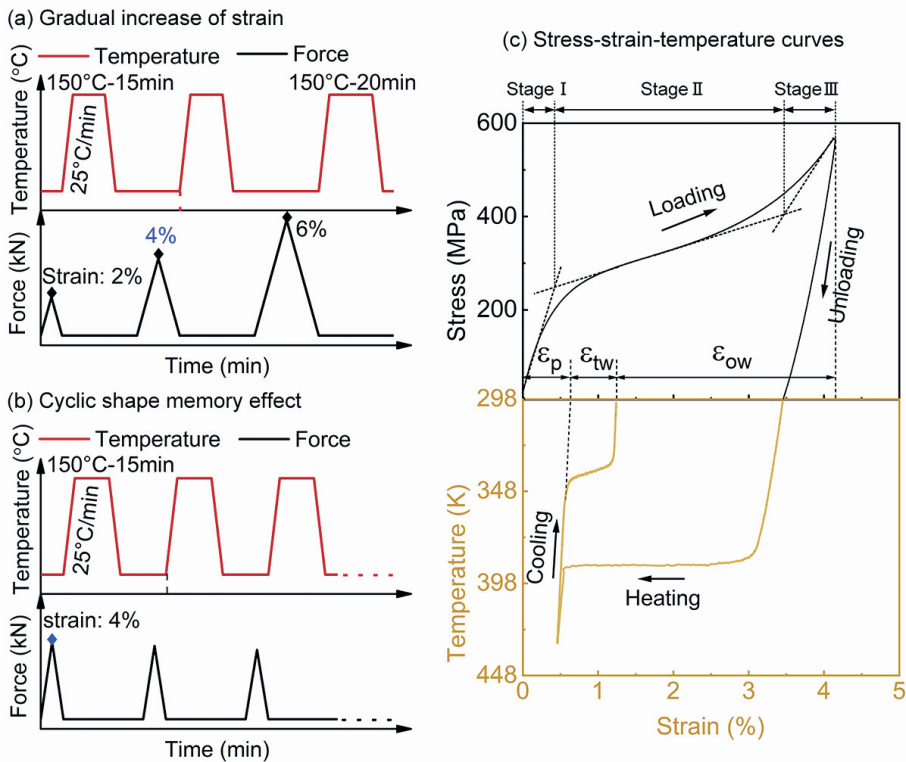 (a) Gradual increase of strain
Temperature Force
Temperature (°C)
150°C-15min
150°C-20min
25°C/min
Force (kN)
Strain: 2%
4%
6%
Time (min)
(b) Cyclic shape memory effect
Temperature Force
Temperature (°C)
150°C-15min
25°C/min
Force (kN)
strain: 4%
Time (min)
(c) Stress-strain-temperature curves
Stage Ⅰ Stage Ⅱ Stage Ⅲ
600
400
200
Stress (MPa)
Loading
Unloading
εp εtw εow
298
348
398
448
Temperature (K)
Cooling
Heating
0 1 2 3 4 5
Strain (%)